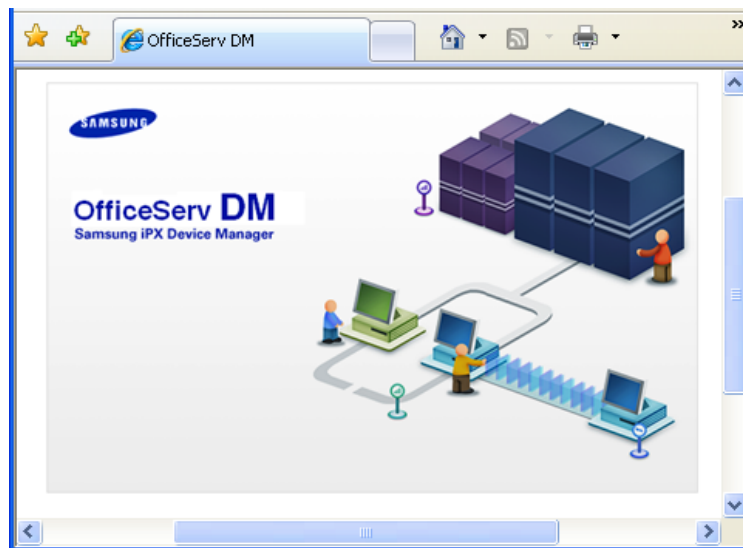 OfficeServ DM
SAMSUNG
OfficeServ DM
Samsung iPX Device Manager